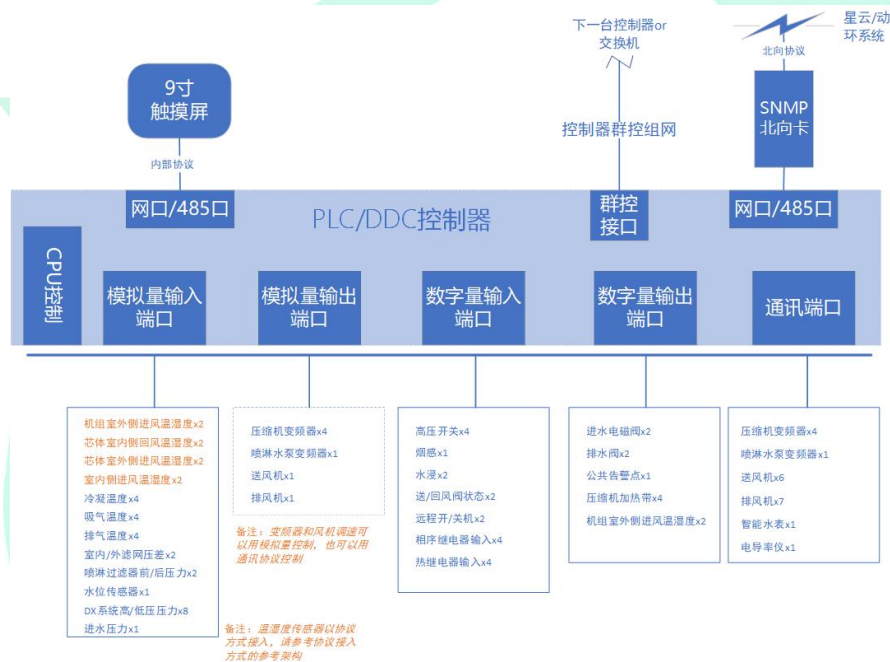 下一台控制器or
交换机
星云/动
环系统
北向协议
9寸
触摸屏
SNMP
北向卡
控制器群控组网
内部协议
网口/485口
PLC/DDC控制器
群控
接口
网口/485口
CPU控制
模拟量输入
端口
模拟量输出
端口
数字量输入
端口
数字量输出
端口
通讯端口
机组室外侧进风温湿度x2
芯体室内侧回风温湿度x2
芯体室外侧进风温湿度x2
室内侧进风温湿度x2
冷凝温度x4
吸气温度x4
排气温度x4
室内/外滤网压差x2
喷淋过滤器前/后压力x2
水位传感器x1
DX系统高/低压压力x8
进水压力x1
压缩机变频器x4
喷淋水泵变频器x1
送风机x1
排风机x1
备注：变频器和风机调速可
以用模拟量控制，也可以用
通讯协议控制
备注：温湿度传感器以协议
方式接入，请参考协议接入
方式的参考架构
高压开关x4
烟感x1
水浸x2
送/回风阀状态x2
远程开/关机x2
相序继电器输入x4
热继电器输入x4
进水电磁阀x2
排水阀x2
公共告警点x1
压缩机加热带x4
机组室外侧进风温湿度x2
压缩机变频器x4
喷淋水泵变频器x1
送风机x6
排风机x7
智能水表x1
电导率仪x1